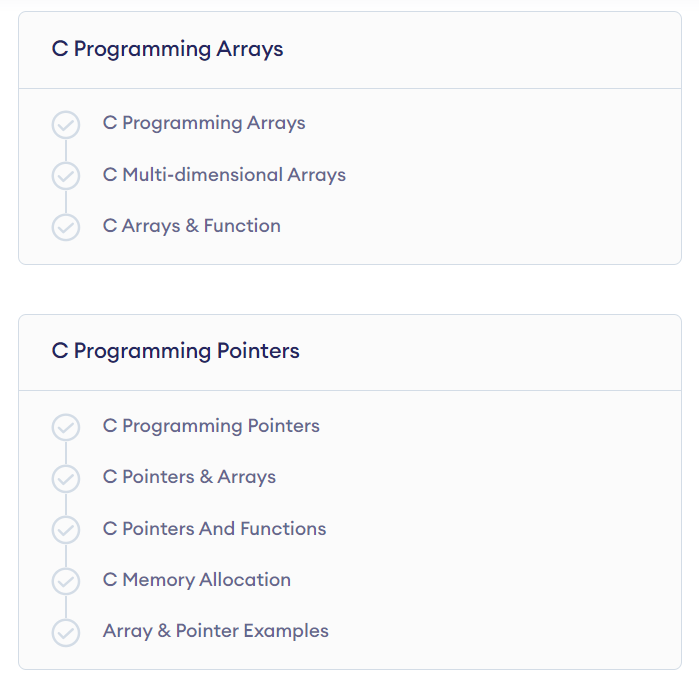 C Programming Arrays
C Programming Arrays
C Multi-dimensional Arrays
C Arrays & Function
C Programming Pointers
C Programming Pointers
C Pointers & Arrays
C Pointers And Functions
C Memory Allocation
Array & Pointer Examples